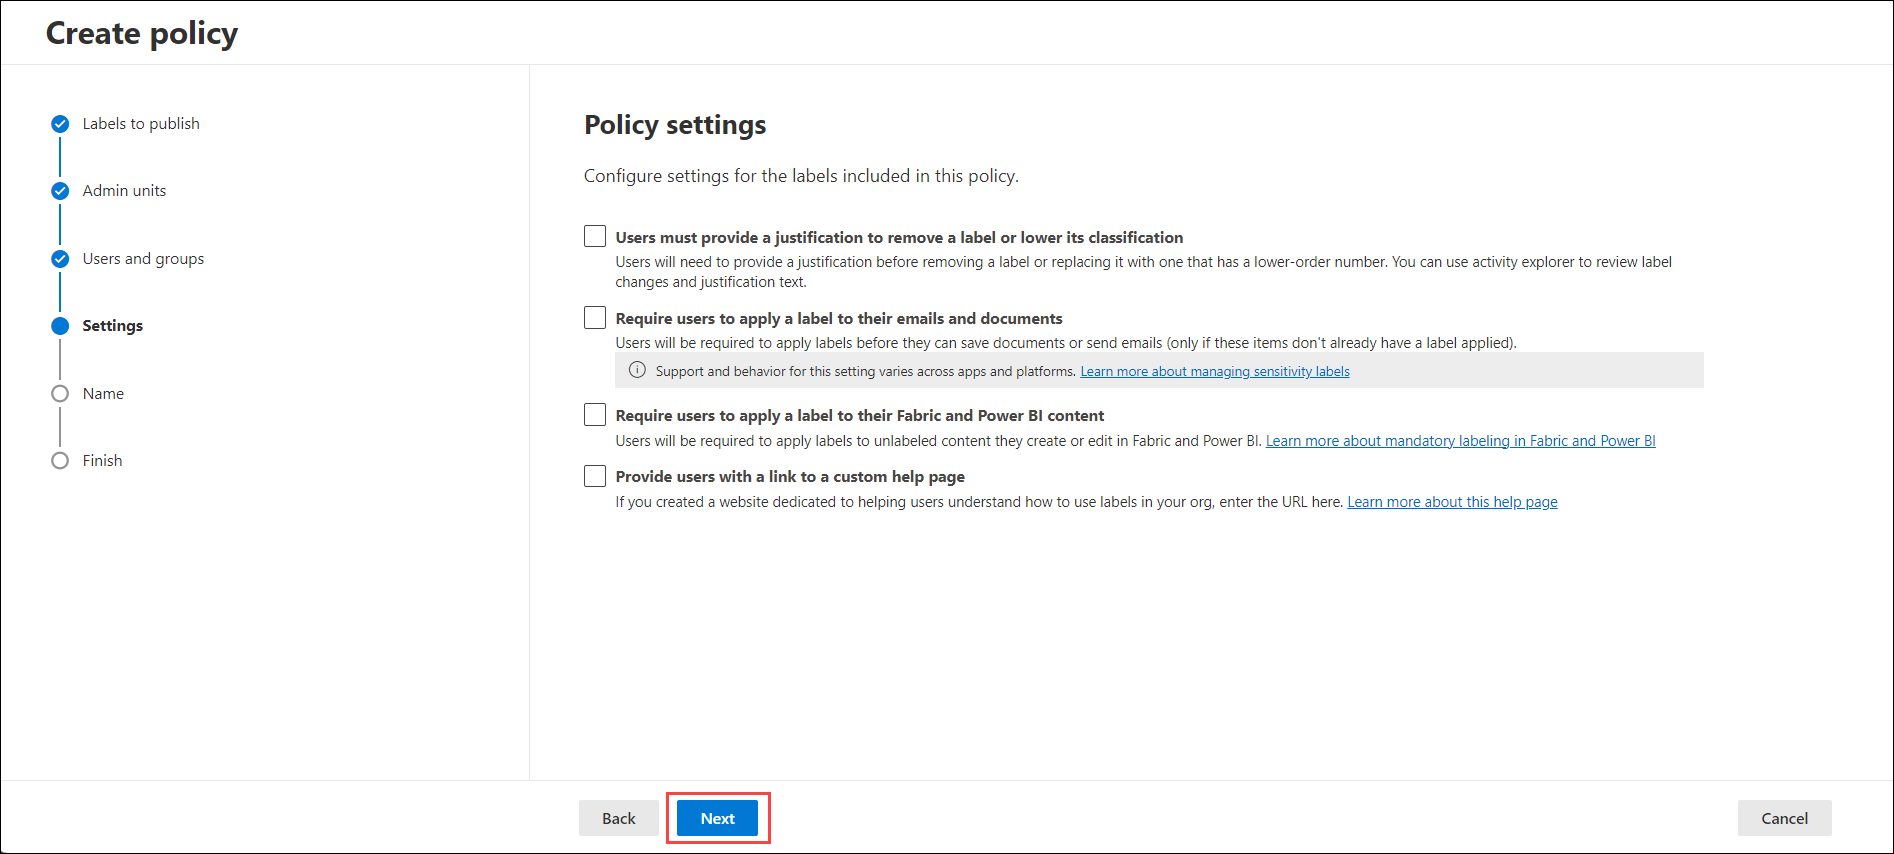 Create policy
Labels to publish
Admin units
Users and groups
Settings
Name
Finish
Policy settings
Configure settings for the labels included in this policy.
Users must provide a justification to remove a label or lower its classification
Users will need to provide a justification before removing a label or replacing it with one that has a lower-order number. You can use activity explorer to review label
changes and justification text.
Require users to apply a label to their emails and documents
Users will be required to apply labels before they can save documents or send emails (only if these items don't already have a label applied).
Support and behavior for this setting varies across apps and platforms. Learn more about managing sensitivity labels
Require users to apply a label to their Fabric and Power BI content
Users will be required to apply labels to unlabeled content they create or edit in Fabric and Power BI. Learn more about mandatory labeling in Fabric and Power BI
Provide users with a link to a custom help page
If you created a website dedicated to helping users understand how to use labels in your org, enter the URL here. Learn more about this help page
Back
Next
Cancel